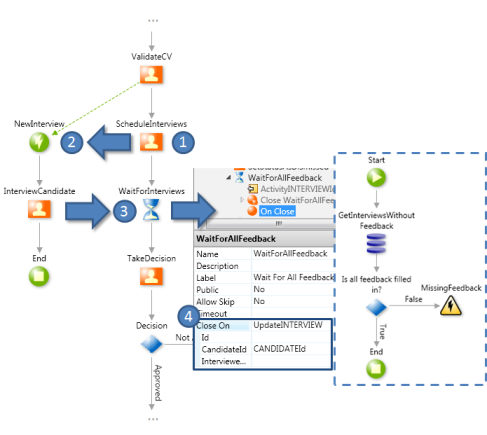 ...
ValidateCV
NewInterview
ScheduleInterviews
2
1
InterviewCandidate
WaitForInterviews
3
End
TakeDecision
4
Decision
Not
Approved
...
WaitForAllFeedback
ActivityINTERVIEWI
Close WaitForAllFee
On Close
WaitForAllFeedback
Name WaitForAllFeedback
Description
Label Wait For All Feedback
Public No
Allow Skip No
Timeout
Close On UpdateINTERVIEW
Id
CandidateId CANDIDATEId
Interviewe...
Start
GetInterviewsWithout
Feedback
Is all feedback filled
in?
MissingFeedback
False
True
End